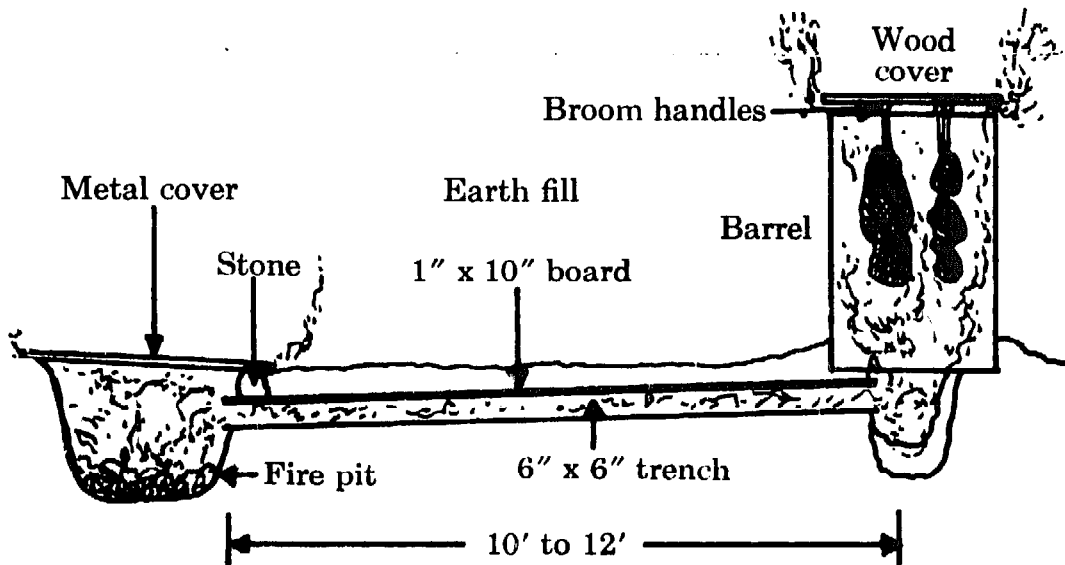 Wood
cover
Broom handles
Metal cover
Earth fill
Barrel
Stone
1″ x 10″ board
Fire pit
6″ x 6″ trench
10′ to 12′